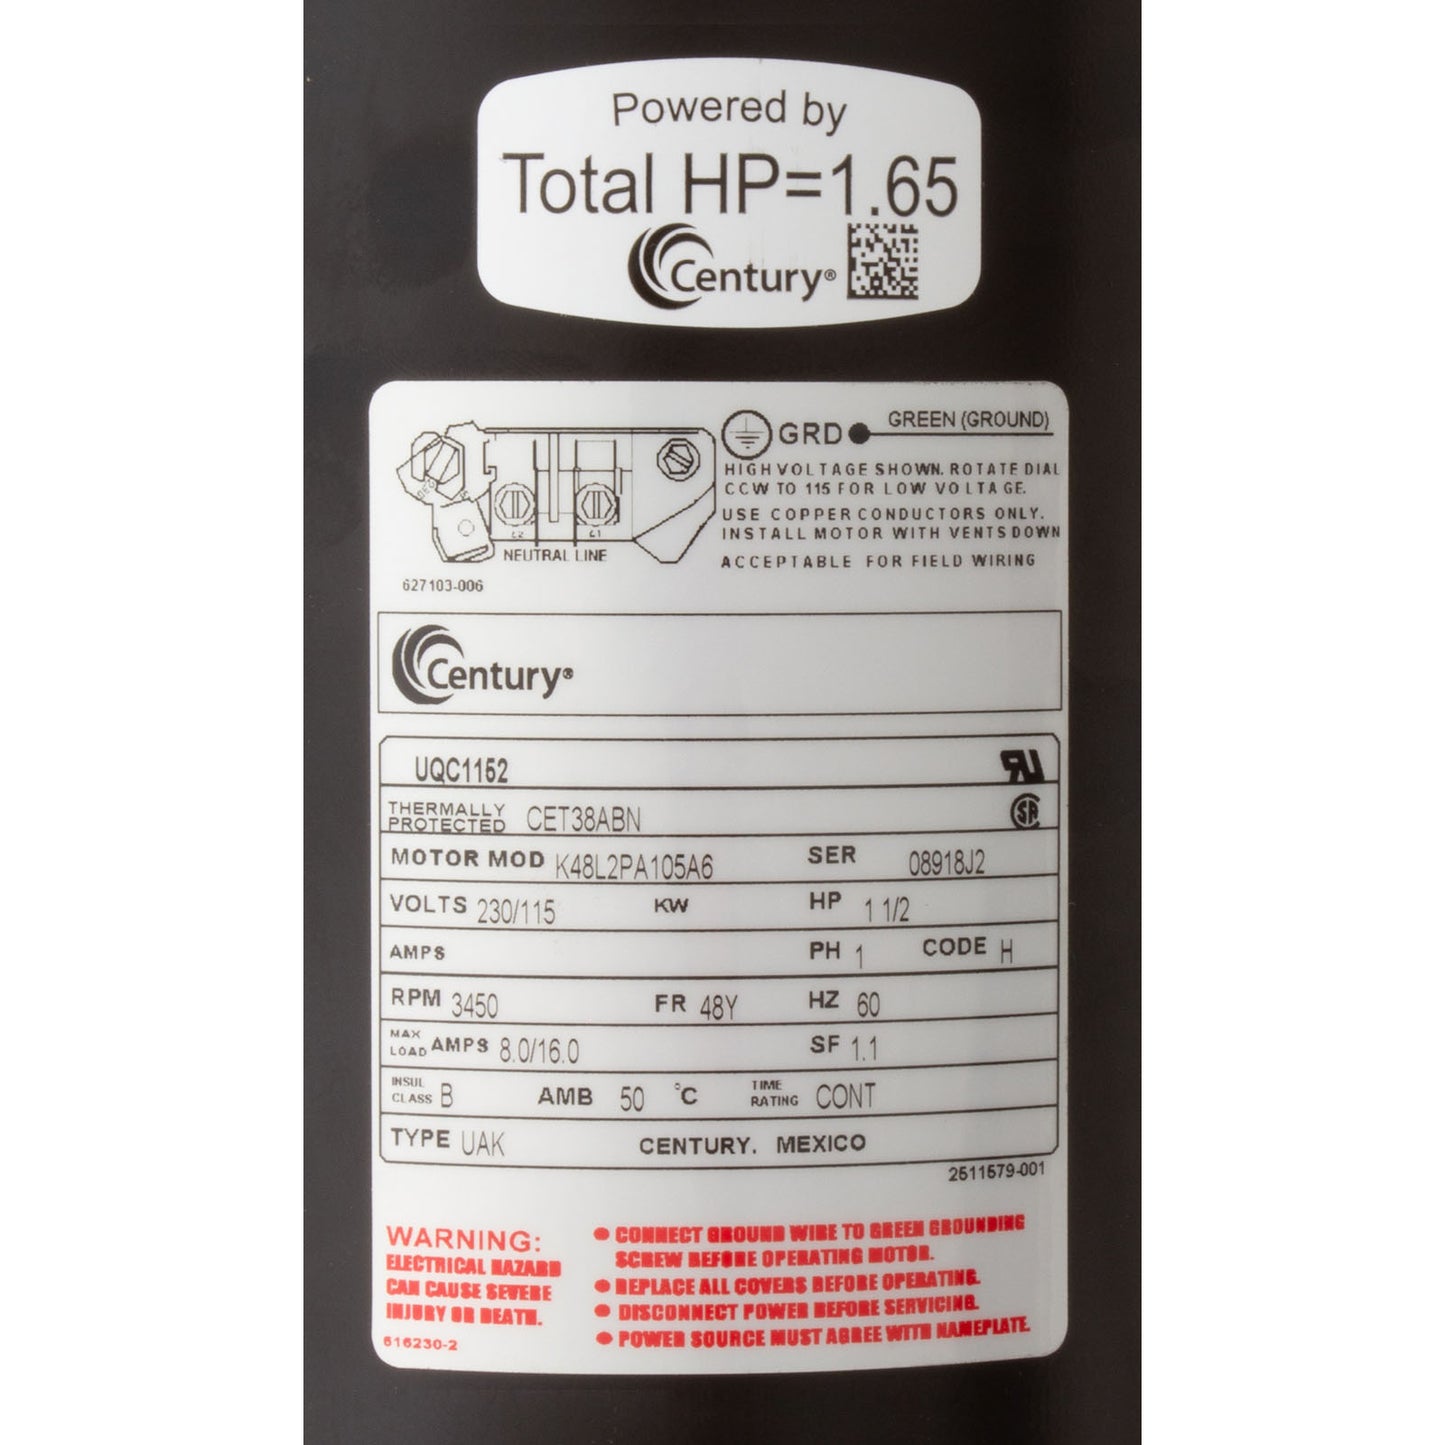 Powered by
Total HP=1.65
Century®
GRD GREEN (GROUND)
HIGH VOLTAGE SHOWN. ROTATE DIAL
CCW TO 115 FOR LOW VOLTAGE.
USE COPPER CONDUCTORS ONLY.
INSTALL MOTOR WITH VENTS DOWN
ACCEPTABLE FOR FIELD WIRING
L2 L1
NEUTRAL LINE
627103-006
Century®
UQC1152
THERMALLY PROTECTED CET38ABN
MOTOR MOD K48L2PA105A6 SER 08918J2
VOLTS 230/115 KW HP 1 1/2
AMPS PH 1 CODE H
RPM 3450 FR 48Y HZ 60
MAX LOAD AMPS 8.0/16.0 SF 1.1
INSUL CLASS B AMB 50 °C TIME RATING CONT
TYPE UAK CENTURY. MEXICO
2511579-001
WARNING:
ELECTRICAL HAZARD
CAN CAUSE SEVERE
INJURY OR DEATH.
616230-2
● CONNECT GROUND WIRE TO GREEN GROUNDING
SCREW BEFORE OPERATING MOTOR.
● REPLACE ALL COVERS BEFORE OPERATING.
● DISCONNECT POWER BEFORE SERVICING.
● POWER SOURCE MUST AGREE WITH NAMEPLATE.